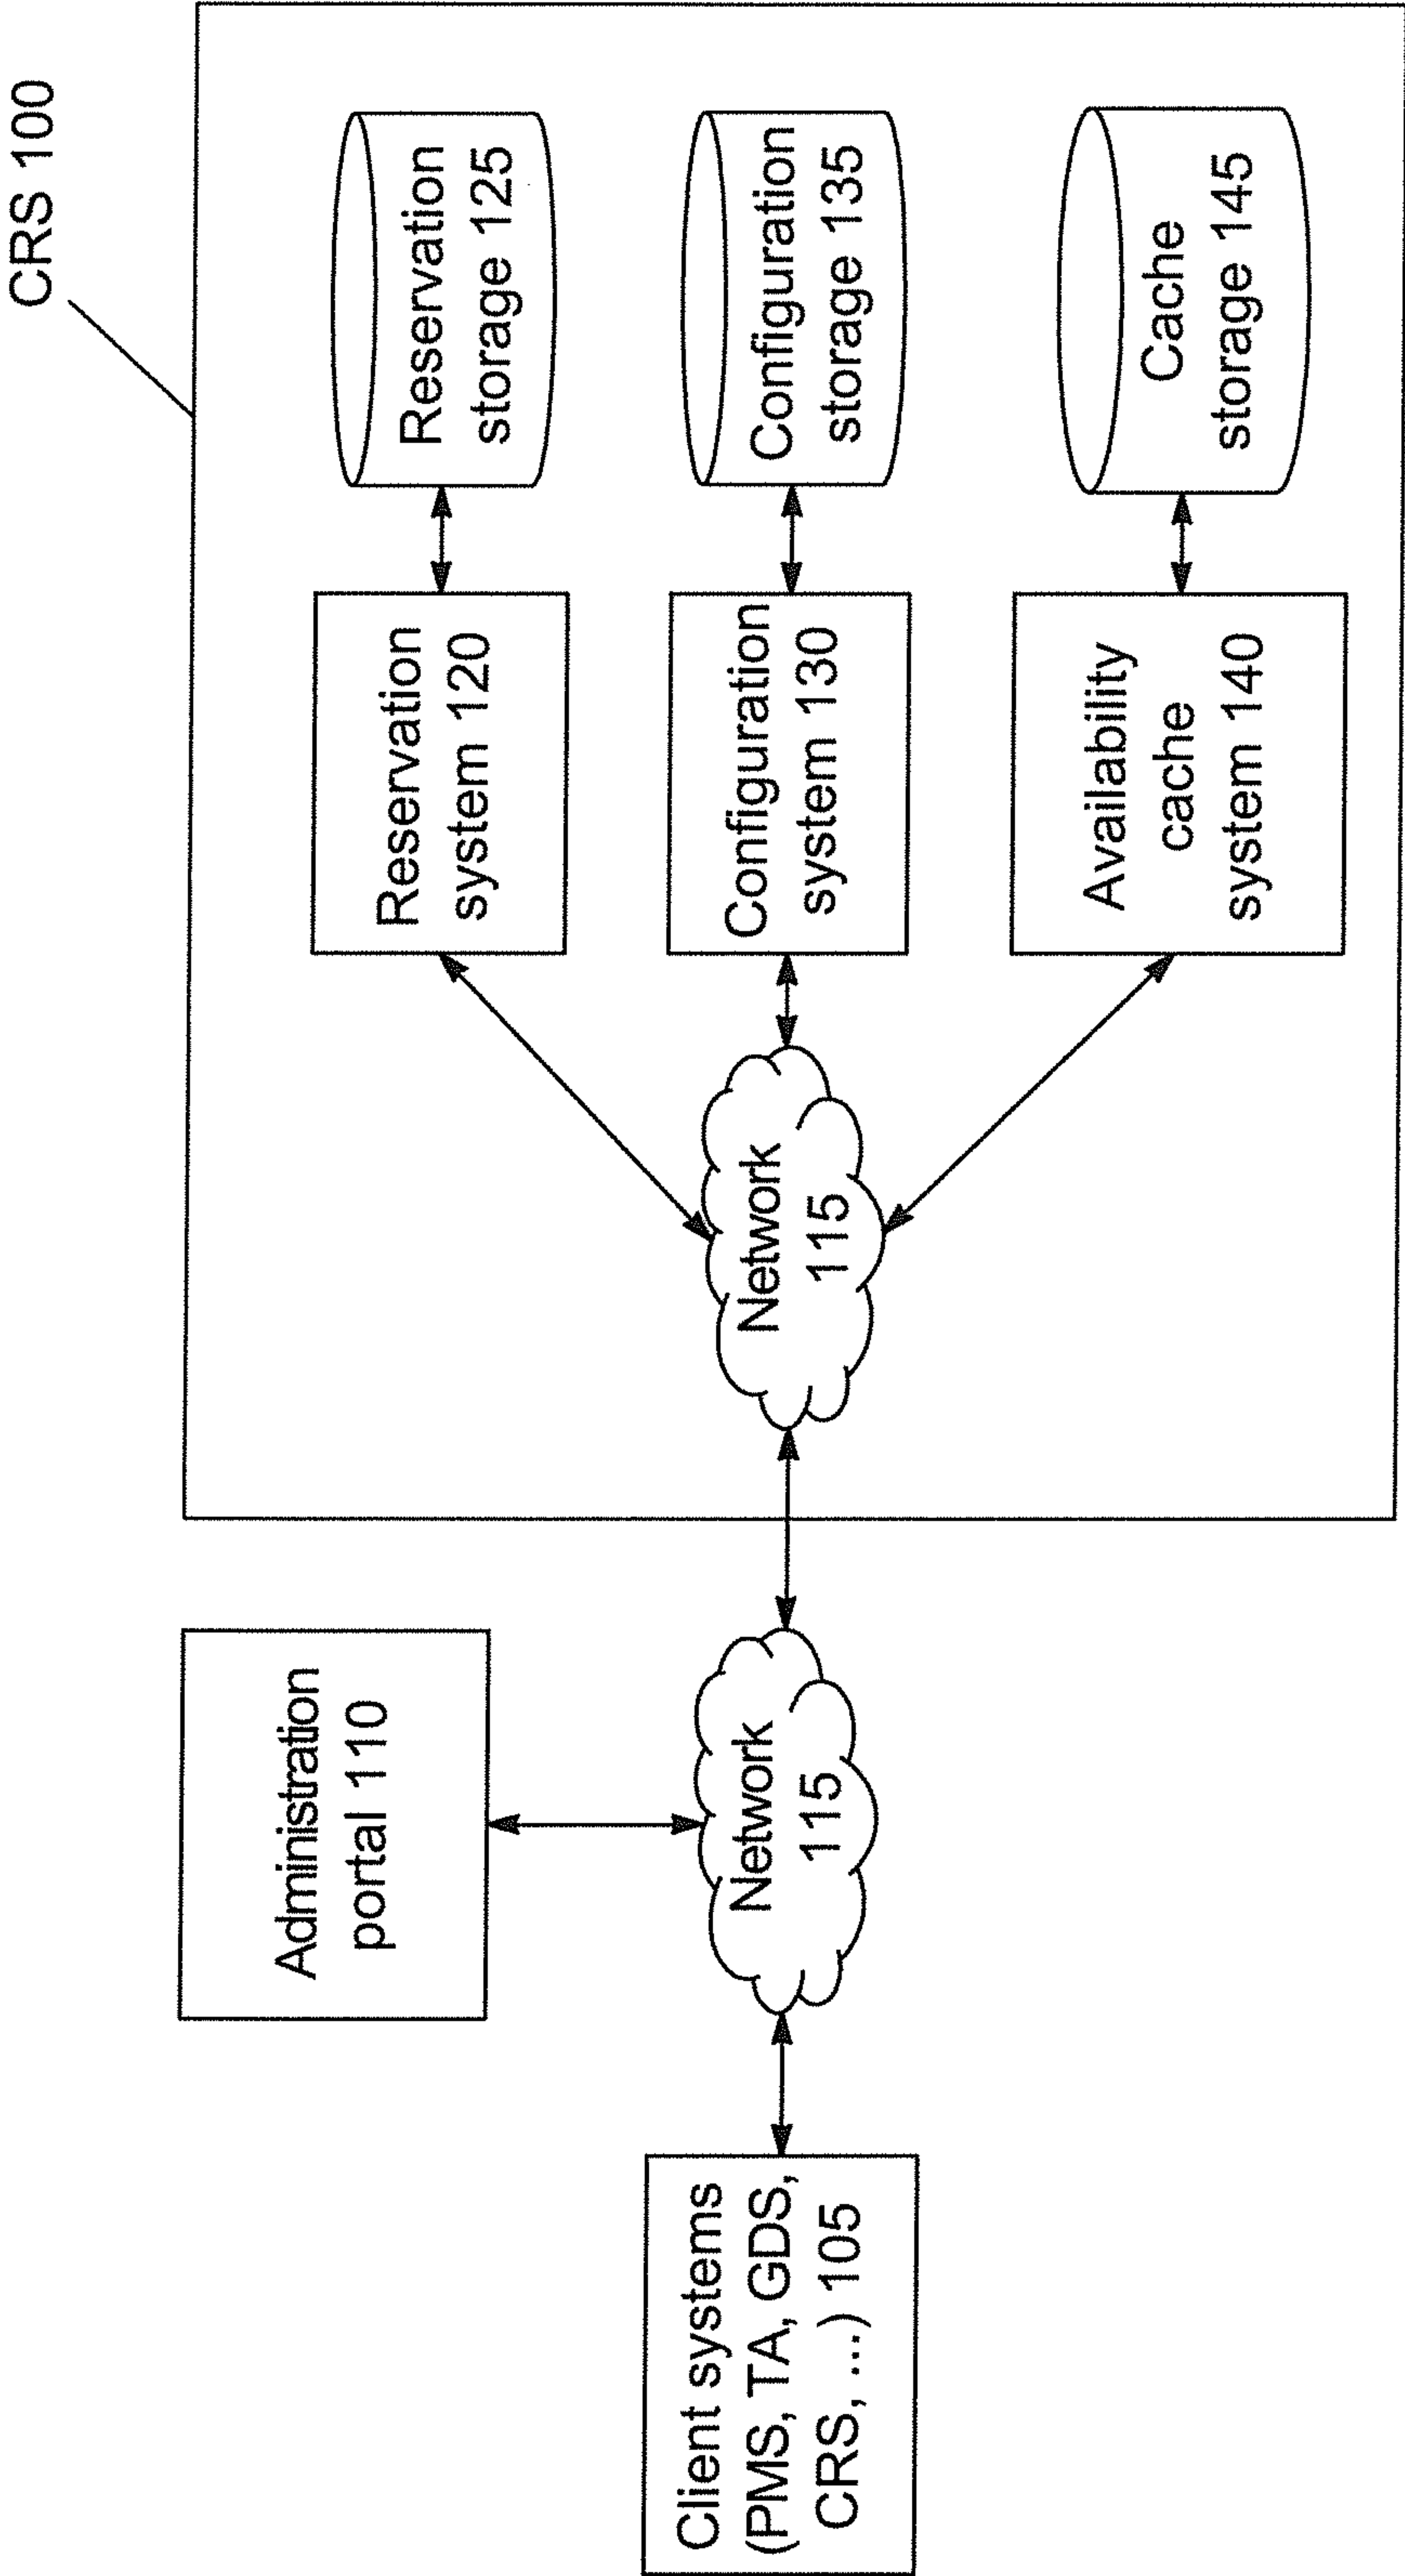 CRS 100
Administration
portal 110
Client systems
(PMS, TA, GDS,
CRS, ...) 105
Network
115
Network
115
Reservation
system 120
Reservation
storage 125
Configuration
system 130
Configuration
storage 135
Availability
cache
system 140
Cache
storage 145